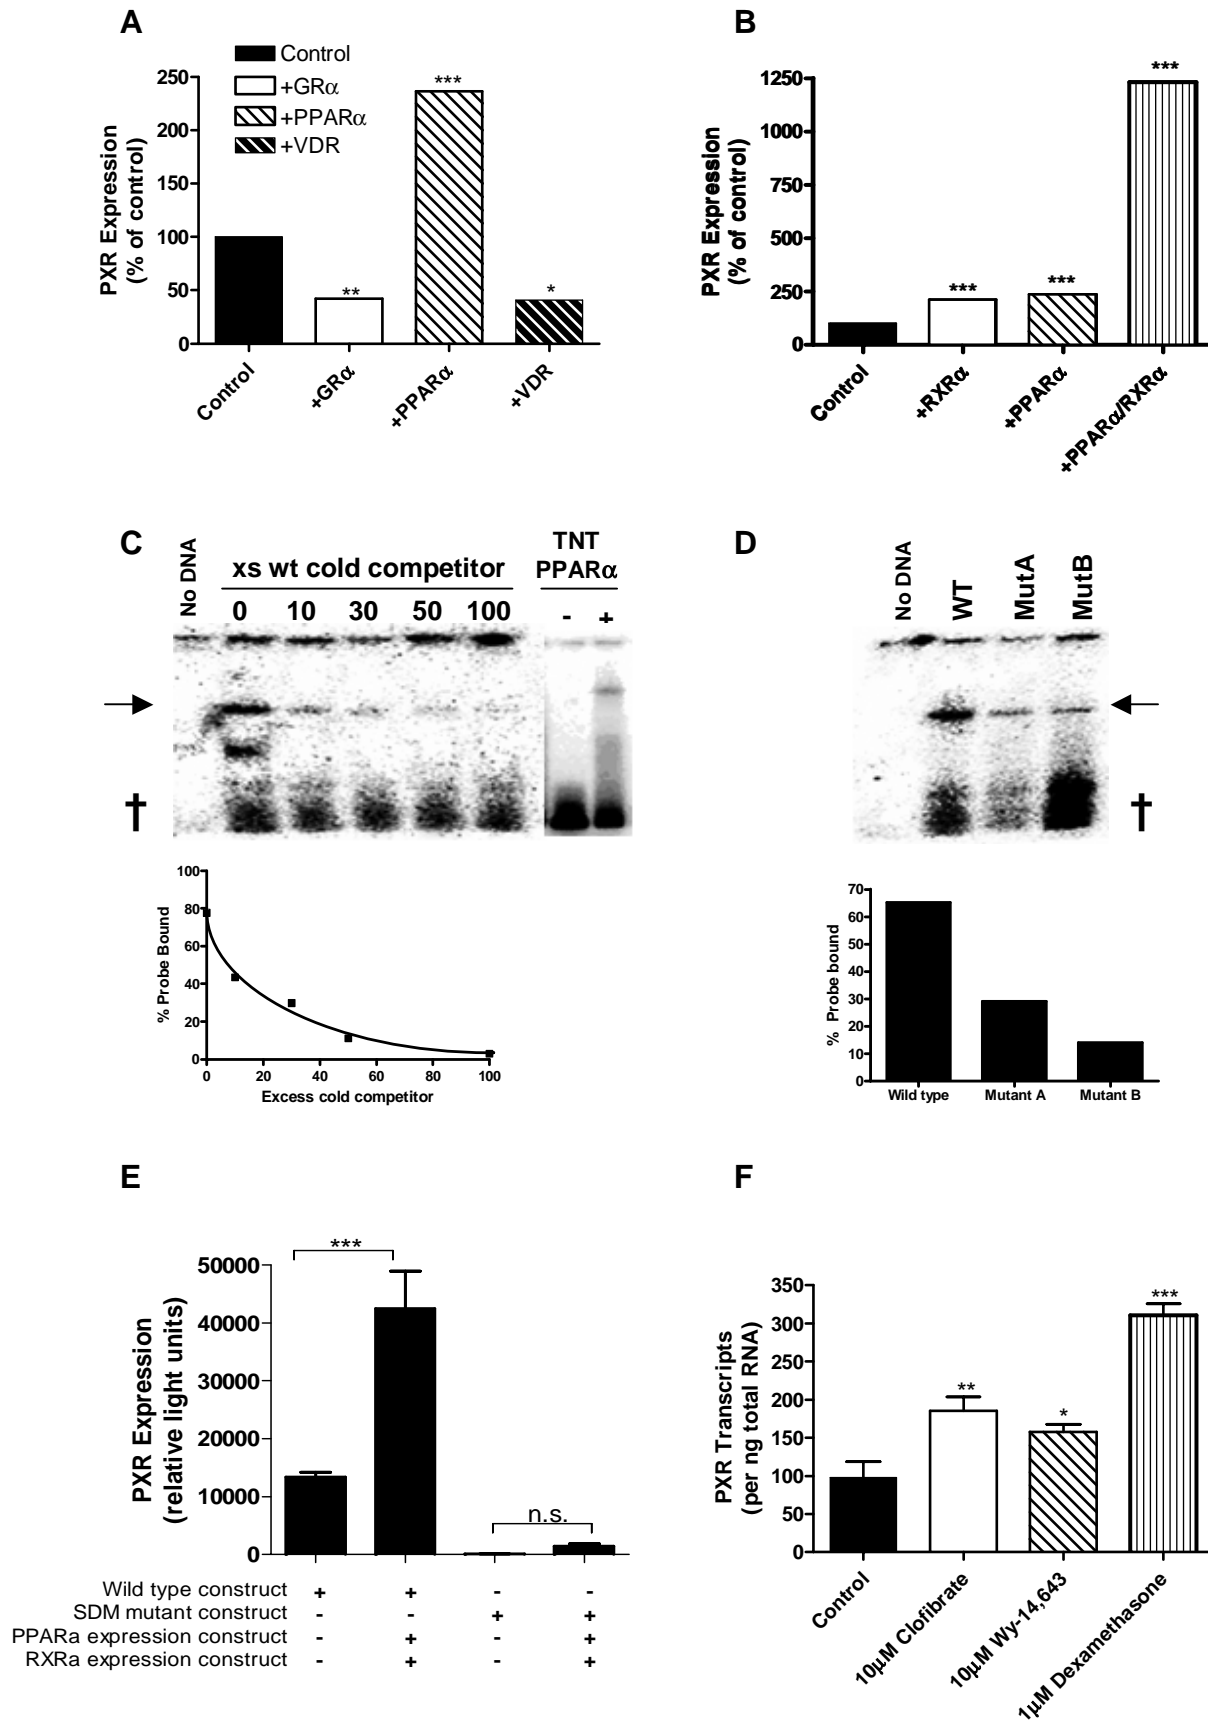 A
Control
+GRα
+PPARα
+VDR
PXR Expression
(% of control)
250
200
150
100
50
0
***
**
*
Control
+GRα
+PPARα
+VDR
B
PXR Expression
(% of control)
1250
1000
750
500
250
0
***
***
***
Control
+RXRα
+PPARα
+PPARα/RXRα
C
No DNA
xs wt cold competitor
0 10 30 50 100
TNT
PPARα
- +
†
% Probe Bound
100
80
60
40
20
0
0 20 40 60 80 100
Excess cold competitor
D
No DNA
WT
MutA
MutB
†
% Probe bound
70
60
50
40
30
20
10
0
Wild type Mutant A Mutant B
E
PXR Expression
(relative light units)
50000
40000
30000
20000
10000
0
***
n.s.
Wild type construct + + - -
SDM mutant construct - - + +
PPARa expression construct - + - +
RXRa expression construct - + - +
F
PXR Transcripts
(per ng total RNA)
350
300
250
200
150
100
50
0
**
*
***
Control
10µM Clofibrate
10µM Wy-14,643
1µM Dexamethasone